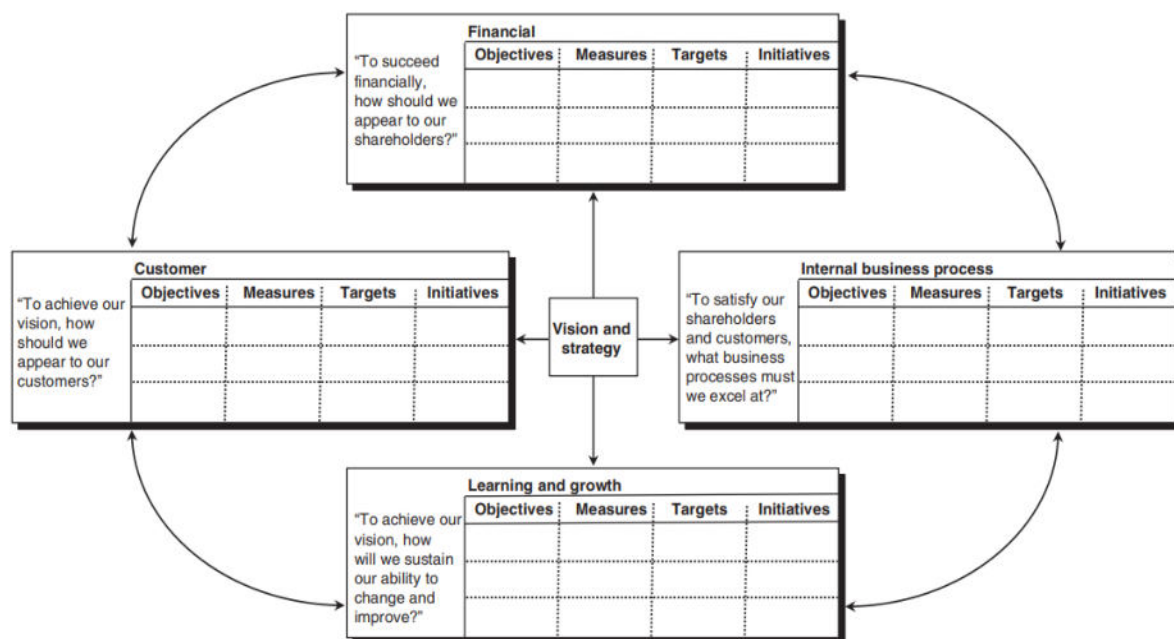 Financial
Objectives Measures Targets Initiatives
“To succeed
financially,
how should we
appear to our
shareholders?”
Customer
Objectives Measures Targets Initiatives
“To achieve our
vision, how
should we
appear to our
customers?”
Vision and
strategy
Internal business process
Objectives Measures Targets Initiatives
“To satisfy our
shareholders
and customers,
what business
processes must
we excel at?”
Learning and growth
Objectives Measures Targets Initiatives
“To achieve our
vision, how
will we sustain
our ability to
change and
improve?”